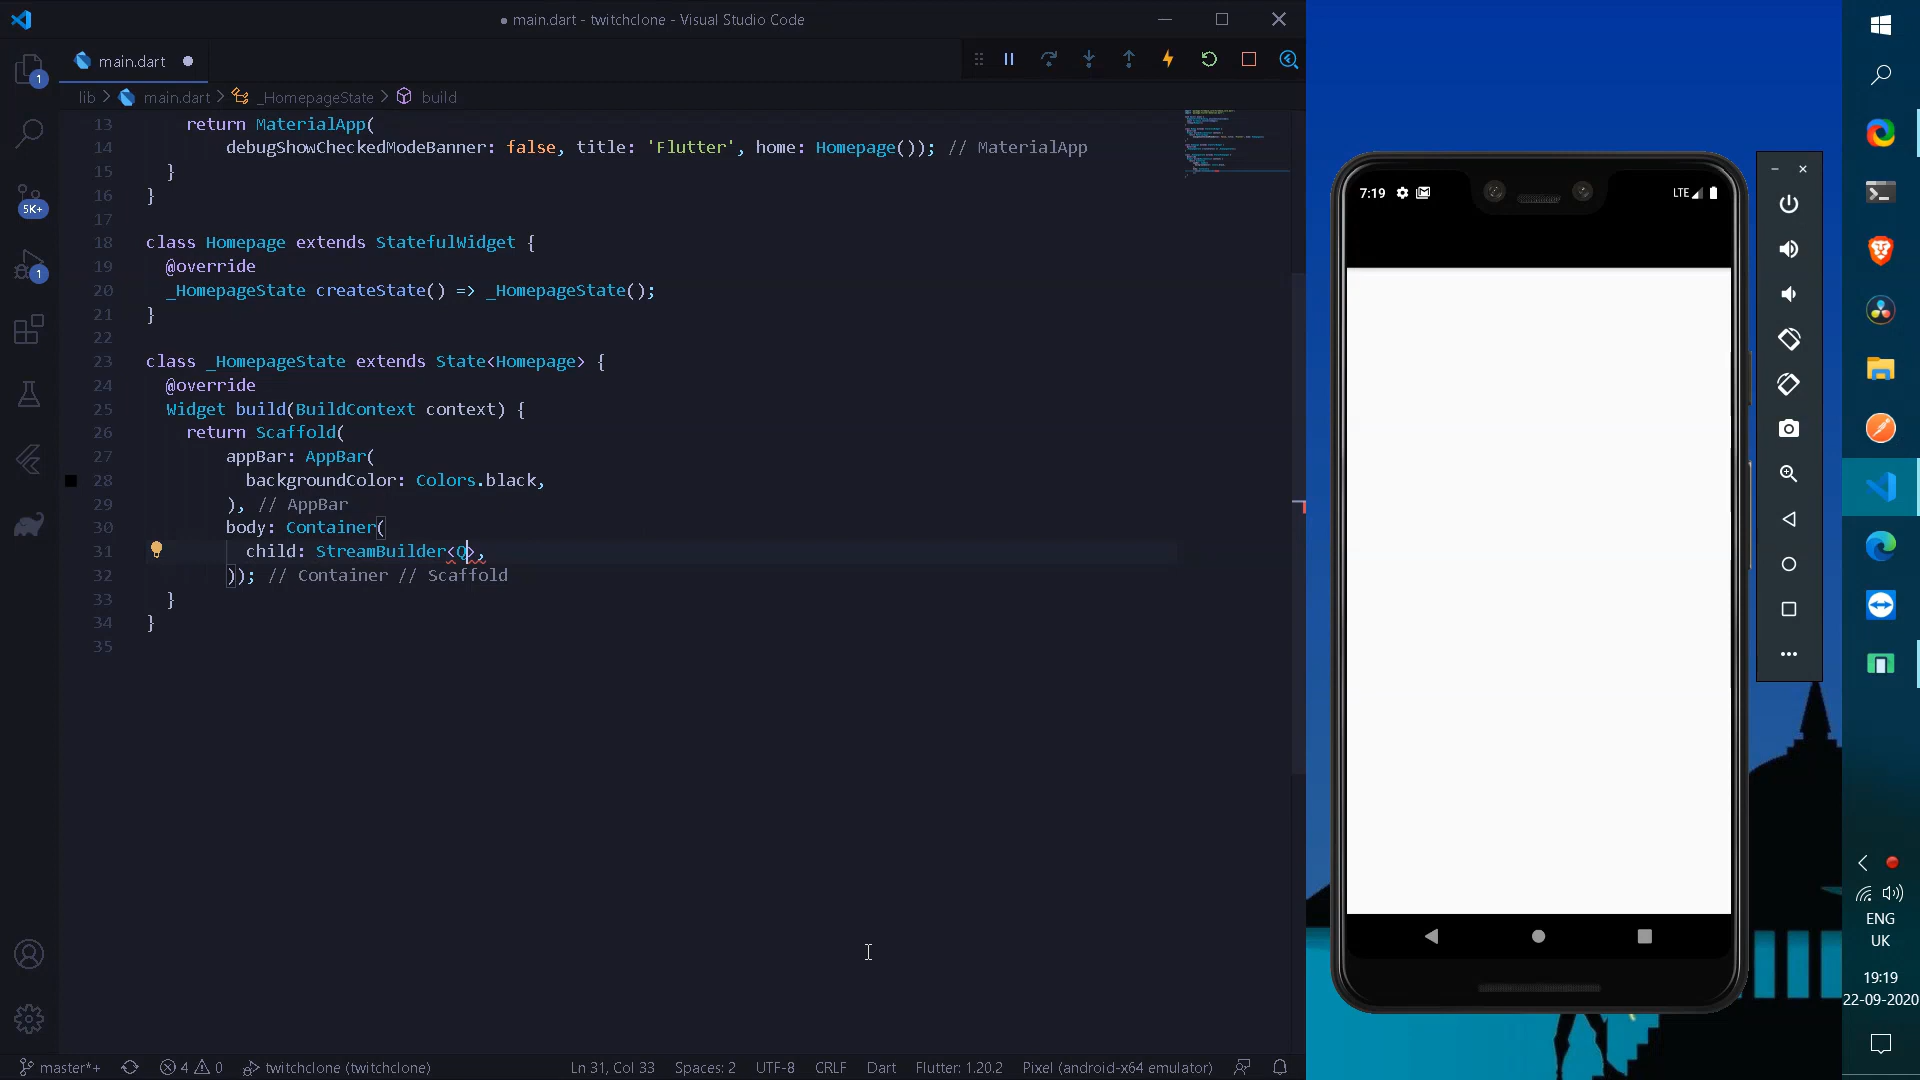 ● main.dart - twitchclone - Visual Studio Code
main.dart ●
lib > main.dart > _HomepageState > build
13 return MaterialApp(
14 debugShowCheckedModeBanner: false, title: 'Flutter', home: Homepage()); // MaterialApp
15 }
16 }
17
18 class Homepage extends StatefulWidget {
19 @override
20 _HomepageState createState() => _HomepageState();
21 }
22
23 class _HomepageState extends State<Homepage> {
24 @override
25 Widget build(BuildContext context) {
26 return Scaffold(
27 appBar: AppBar(
28 backgroundColor: Colors.black,
29 ), // AppBar
30 body: Container(
31 child: StreamBuilder<Q>,
32 )); // Container // Scaffold
33 }
34 }
35
1
5K+
1
master*+ 4 0 twitchclone (twitchclone) Ln 31, Col 33 Spaces: 2 UTF-8 CRLF Dart Flutter: 1.20.2 Pixel (android-x64 emulator)
7:19 LTE
ENG
UK
19:19
22-09-2020